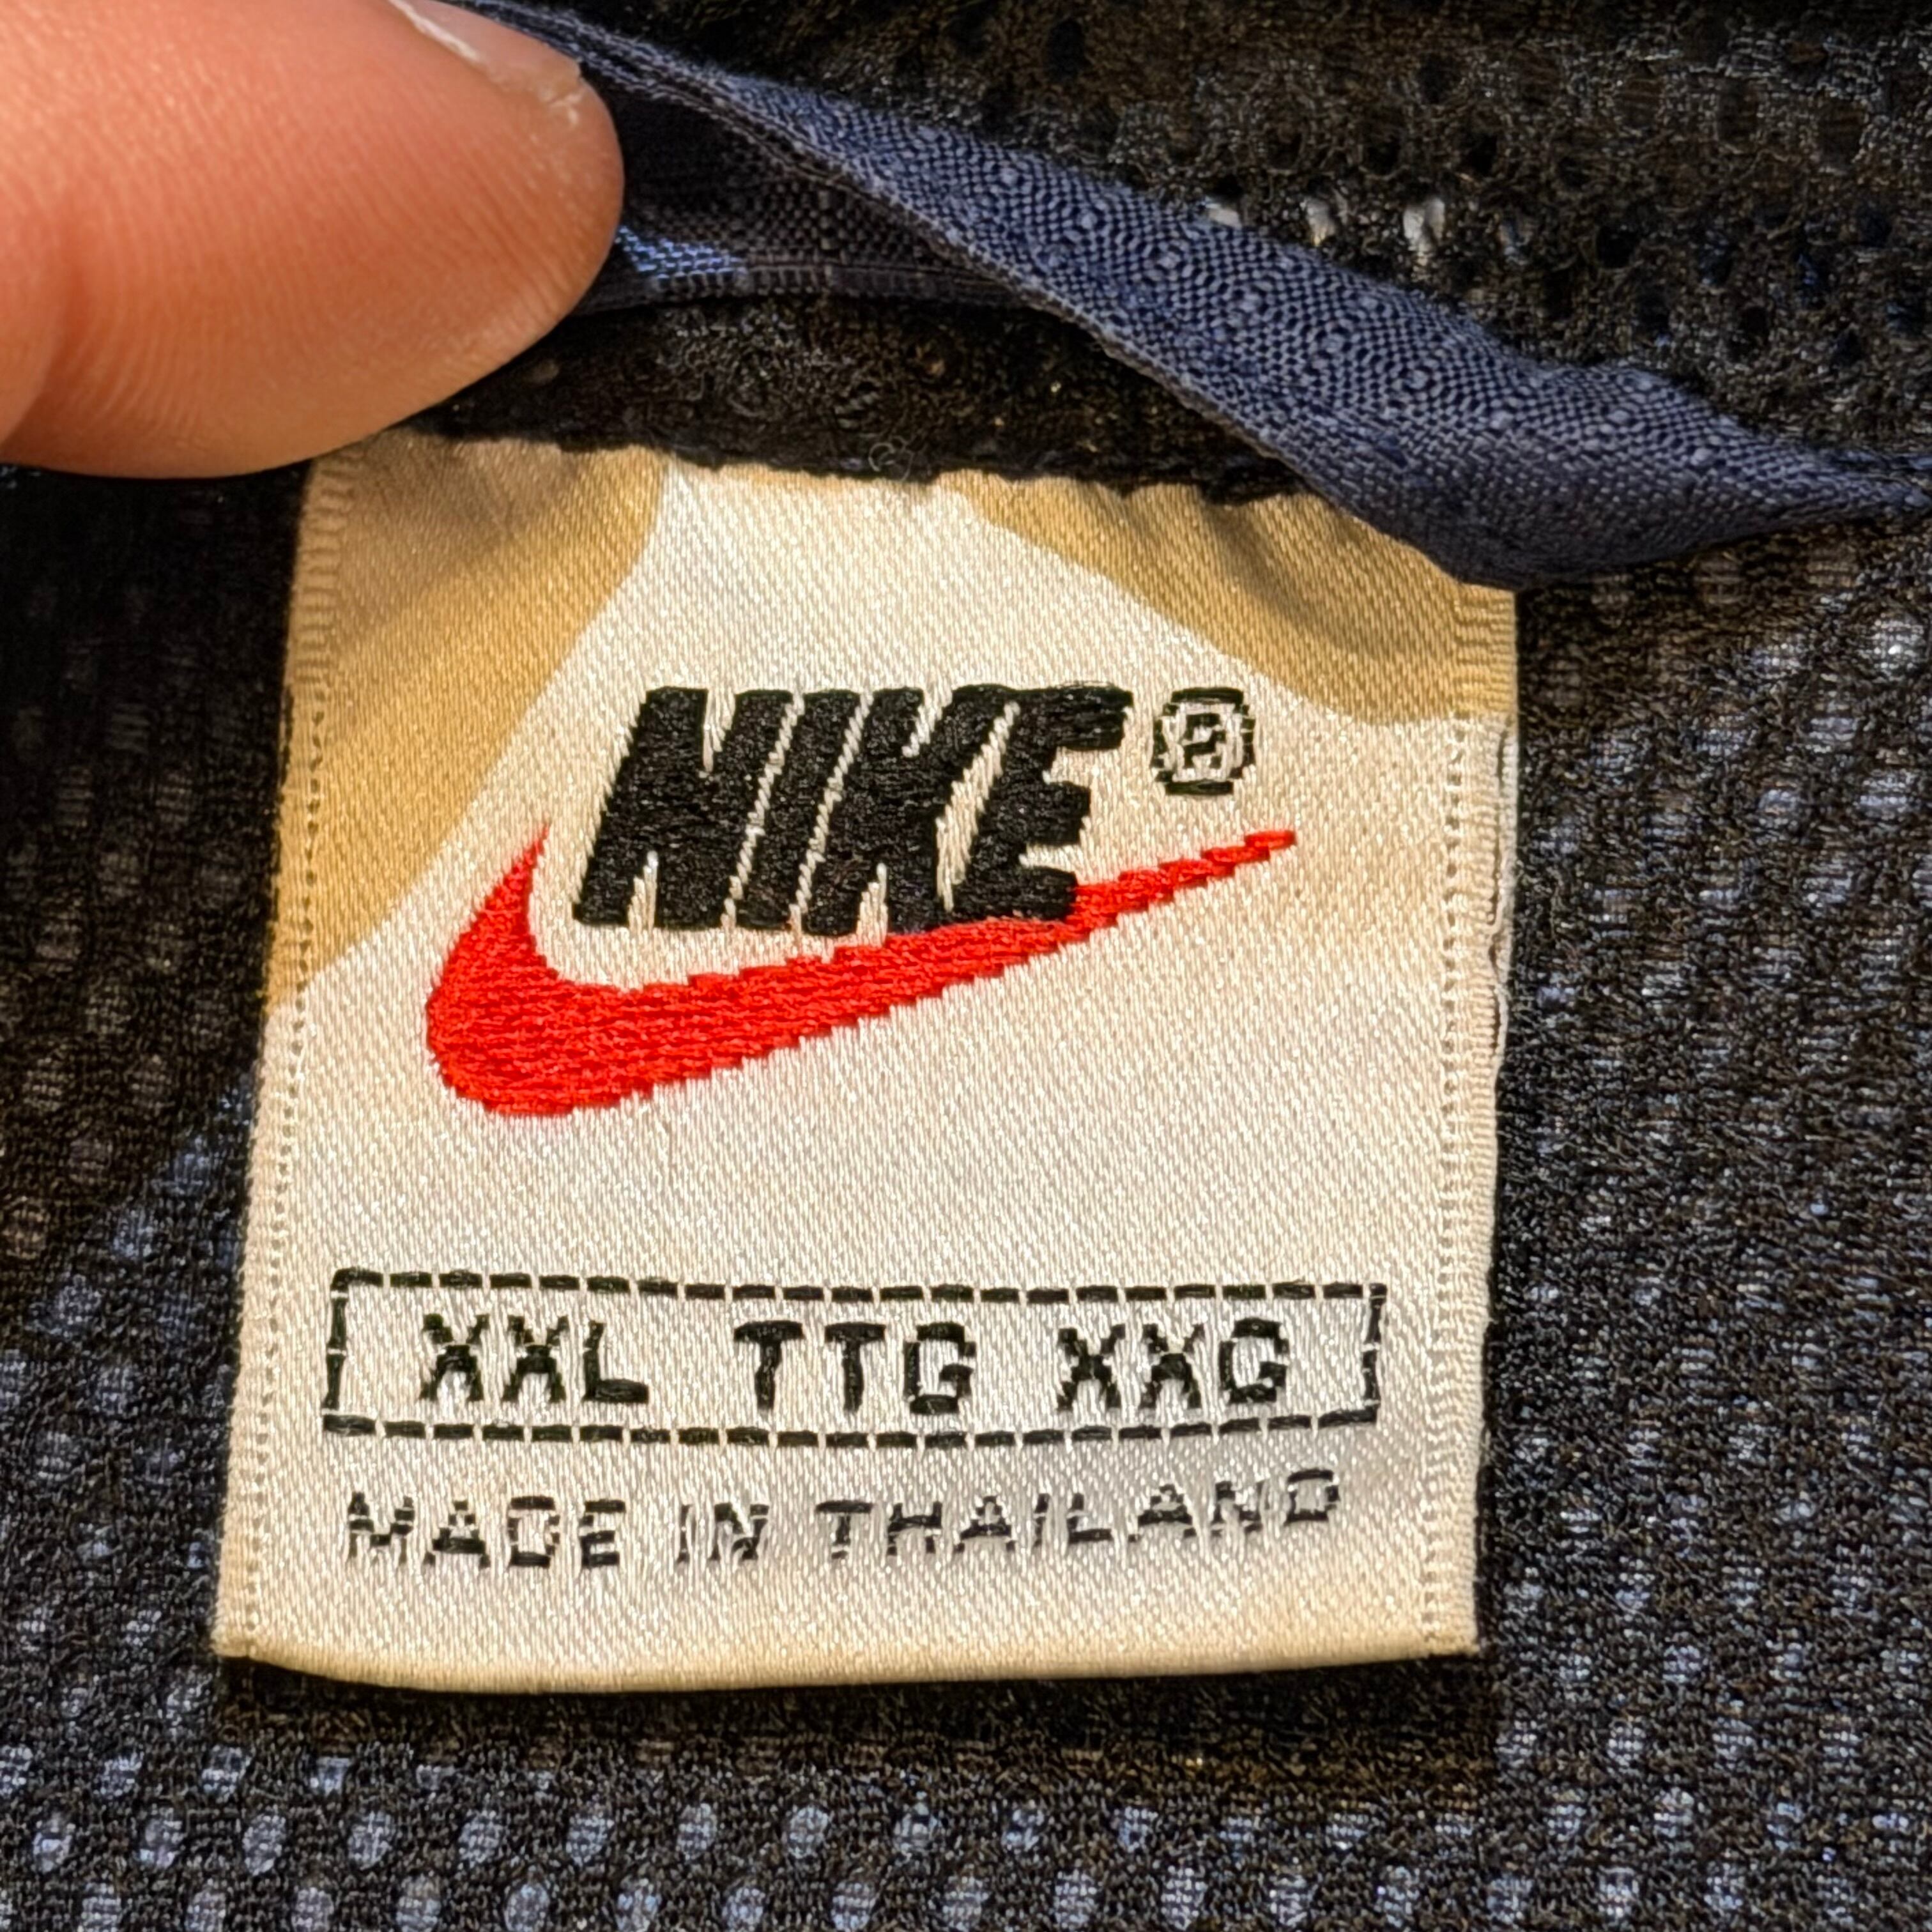 NIKE®
XXL TTG XXG
MADE IN THAILAND